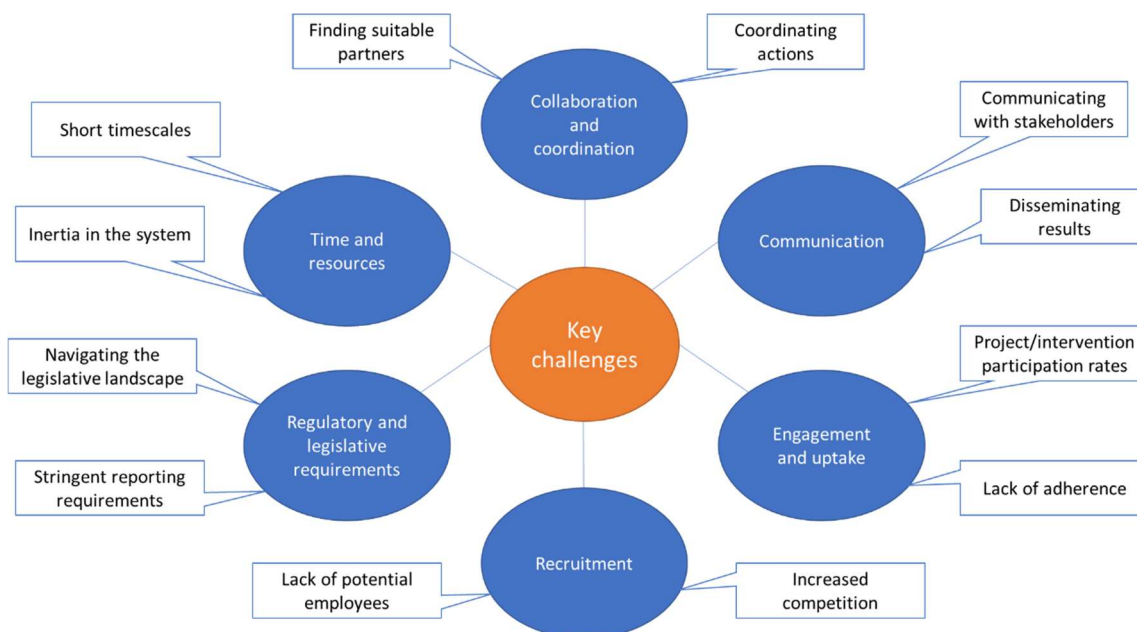 Finding suitable
partners
Coordinating
actions
Collaboration
and
coordination
Communicating
with stakeholders
Disseminating
results
Communication
Short timescales
Inertia in the system
Time and
resources
Key
challenges
Navigating the
legislative landscape
Stringent reporting
requirements
Regulatory and
legislative
requirements
Project/intervention
participation rates
Lack of adherence
Engagement
and uptake
Lack of potential
employees
Recruitment
Increased
competition